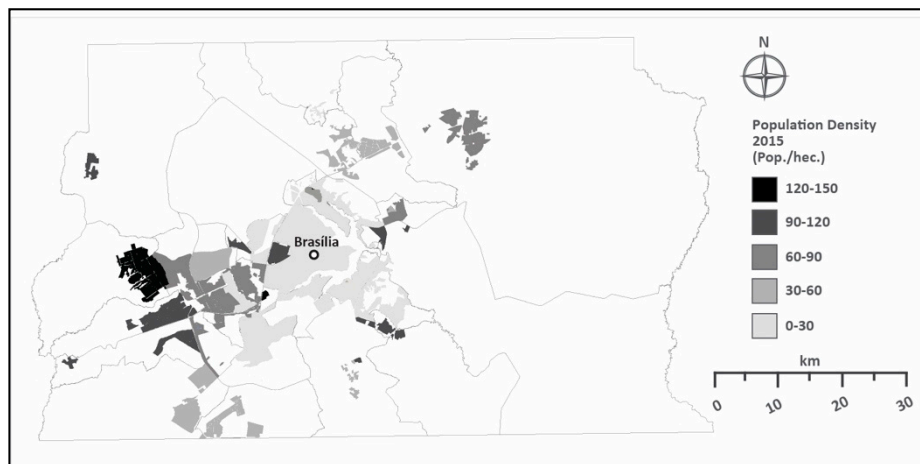 N
Population Density
2015
(Pop./hec.)
120-150
90-120
60-90
30-60
0-30
Brasília
km
0 10 20 30